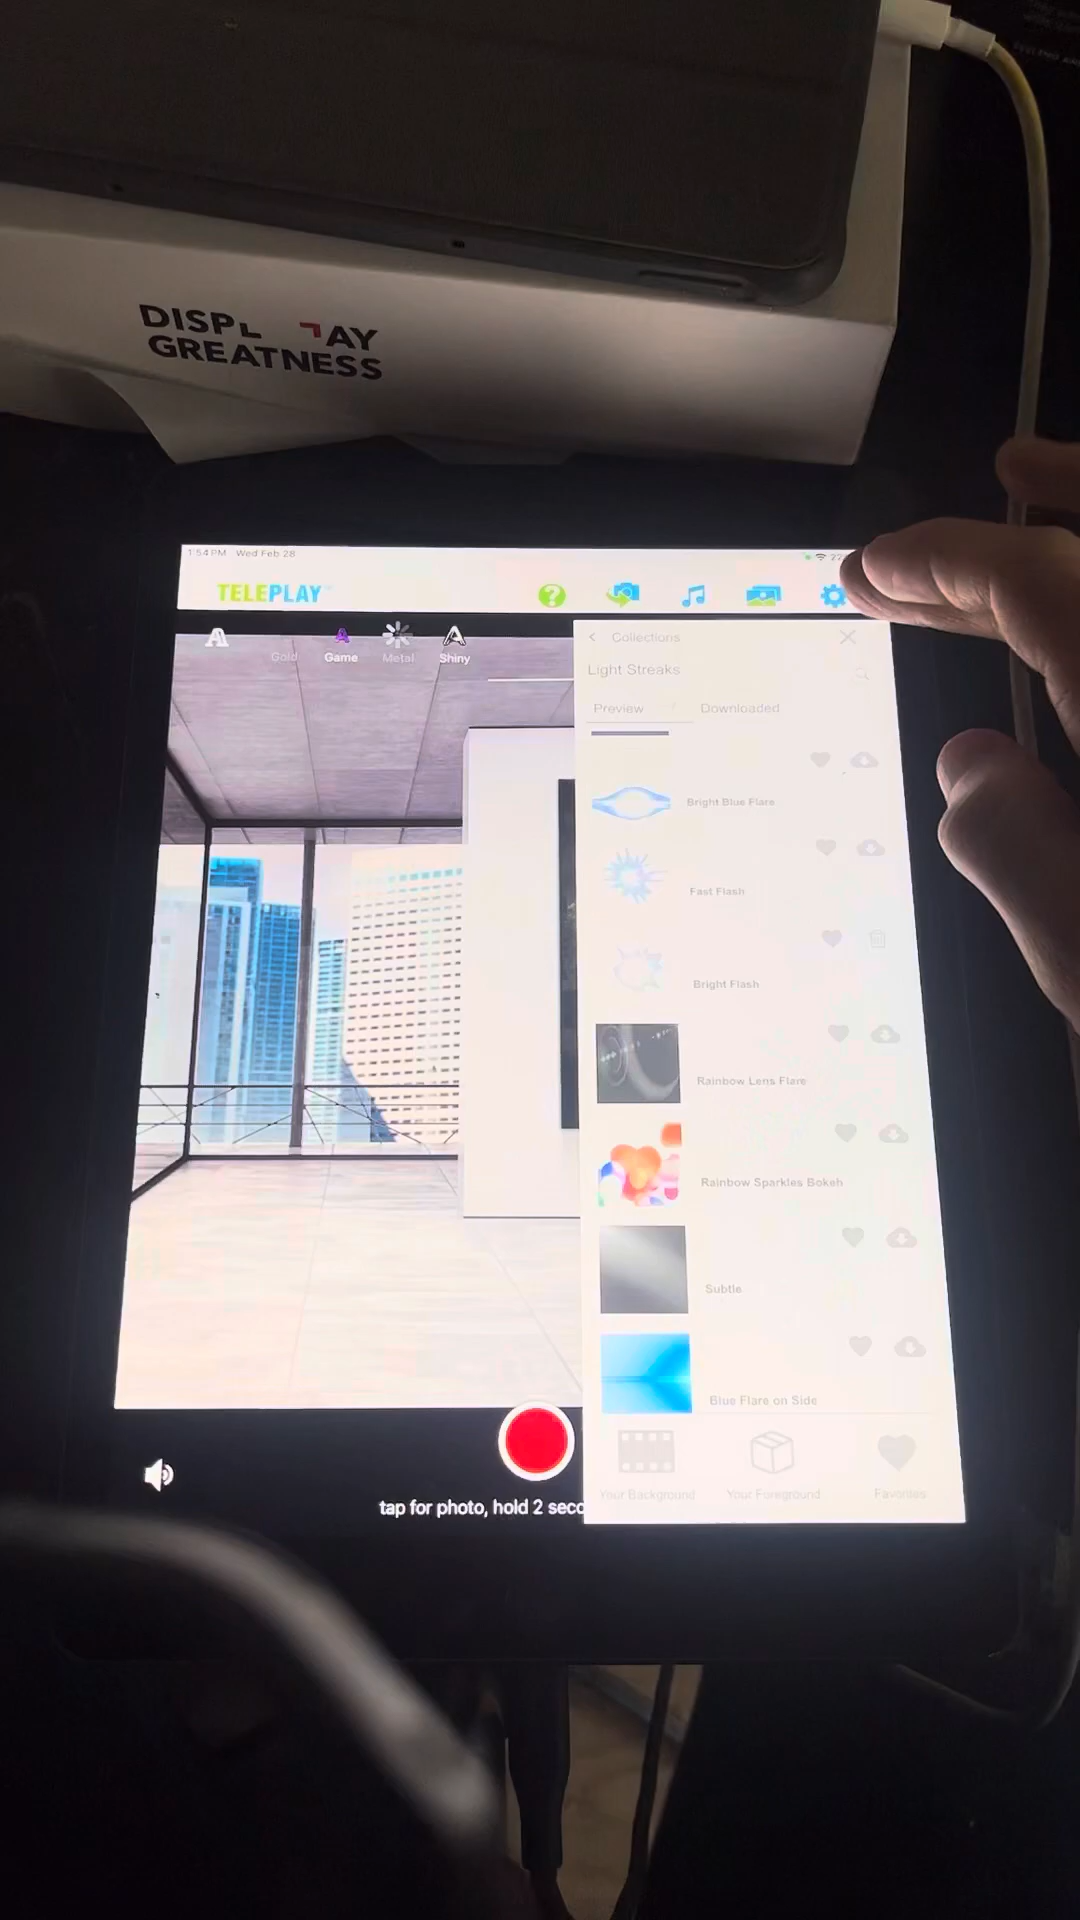 DISPL AY
GREATNESS
1:54 PM Wed Feb 28
TELEPLAY
Gold
Game
Metal
Shiny
Collections
Light Streaks
Preview
Downloaded
Bright Blue Flare
Fast Flash
Bright Flash
Rainbow Lens Flare
Rainbow Sparkles Bokeh
Subtle
Blue Flare on Side
Your Background
Your Foreground
Favorites
tap for photo, hold 2 seco